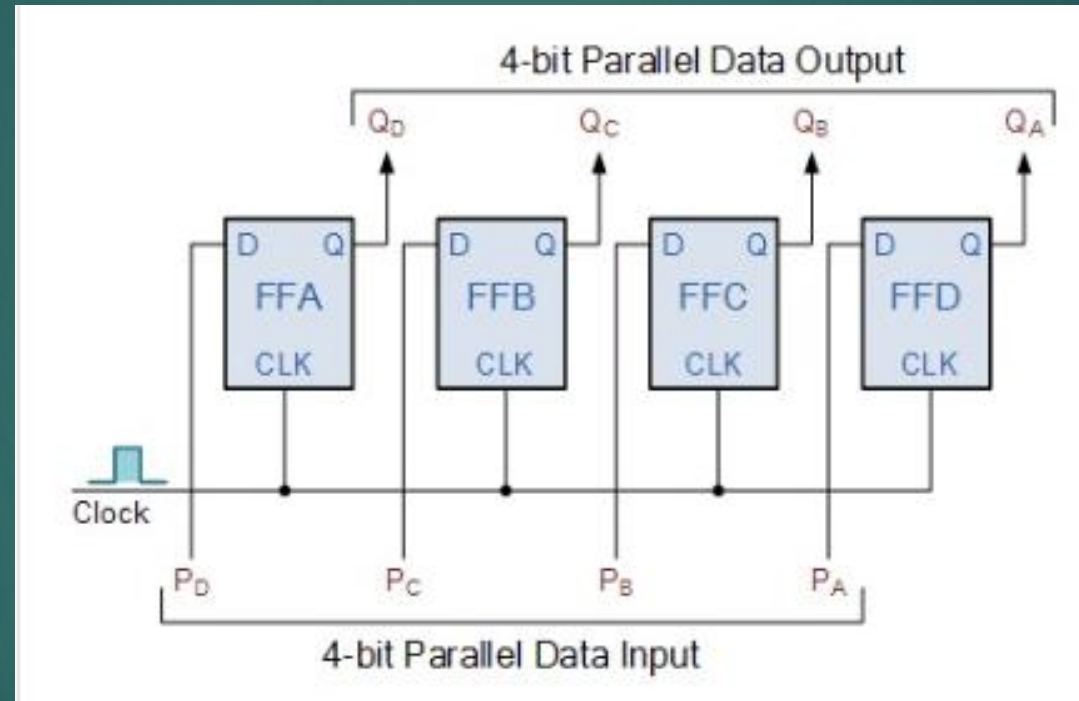 4-bit Parallel Data Output
QD QC QB QA
D Q D Q D Q D Q
FFA FFB FFC FFD
CLK CLK CLK CLK
Clock
PD PC PB PA
4-bit Parallel Data Input